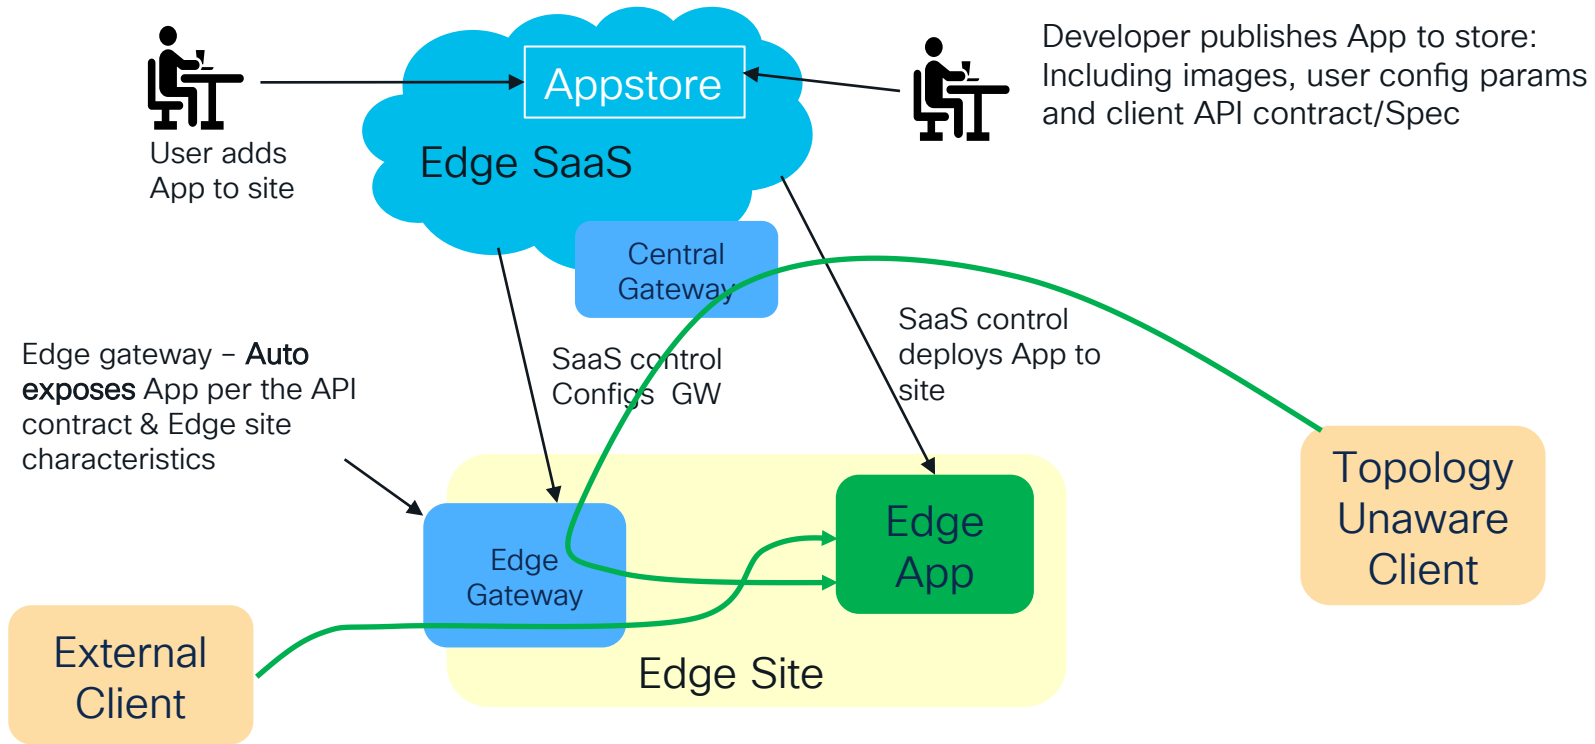 Developer publishes App to store:
Including images, user config params
and client API contract/Spec
Appstore
User adds
App to site
Edge SaaS
Central
Gateway
SaaS control
deploys App to
site
Edge gateway – Auto
exposes App per the API
contract & Edge site
characteristics
SaaS control
Configs GW
Topology
Unaware
Client
Edge
App
Edge
Gateway
External
Client
Edge Site